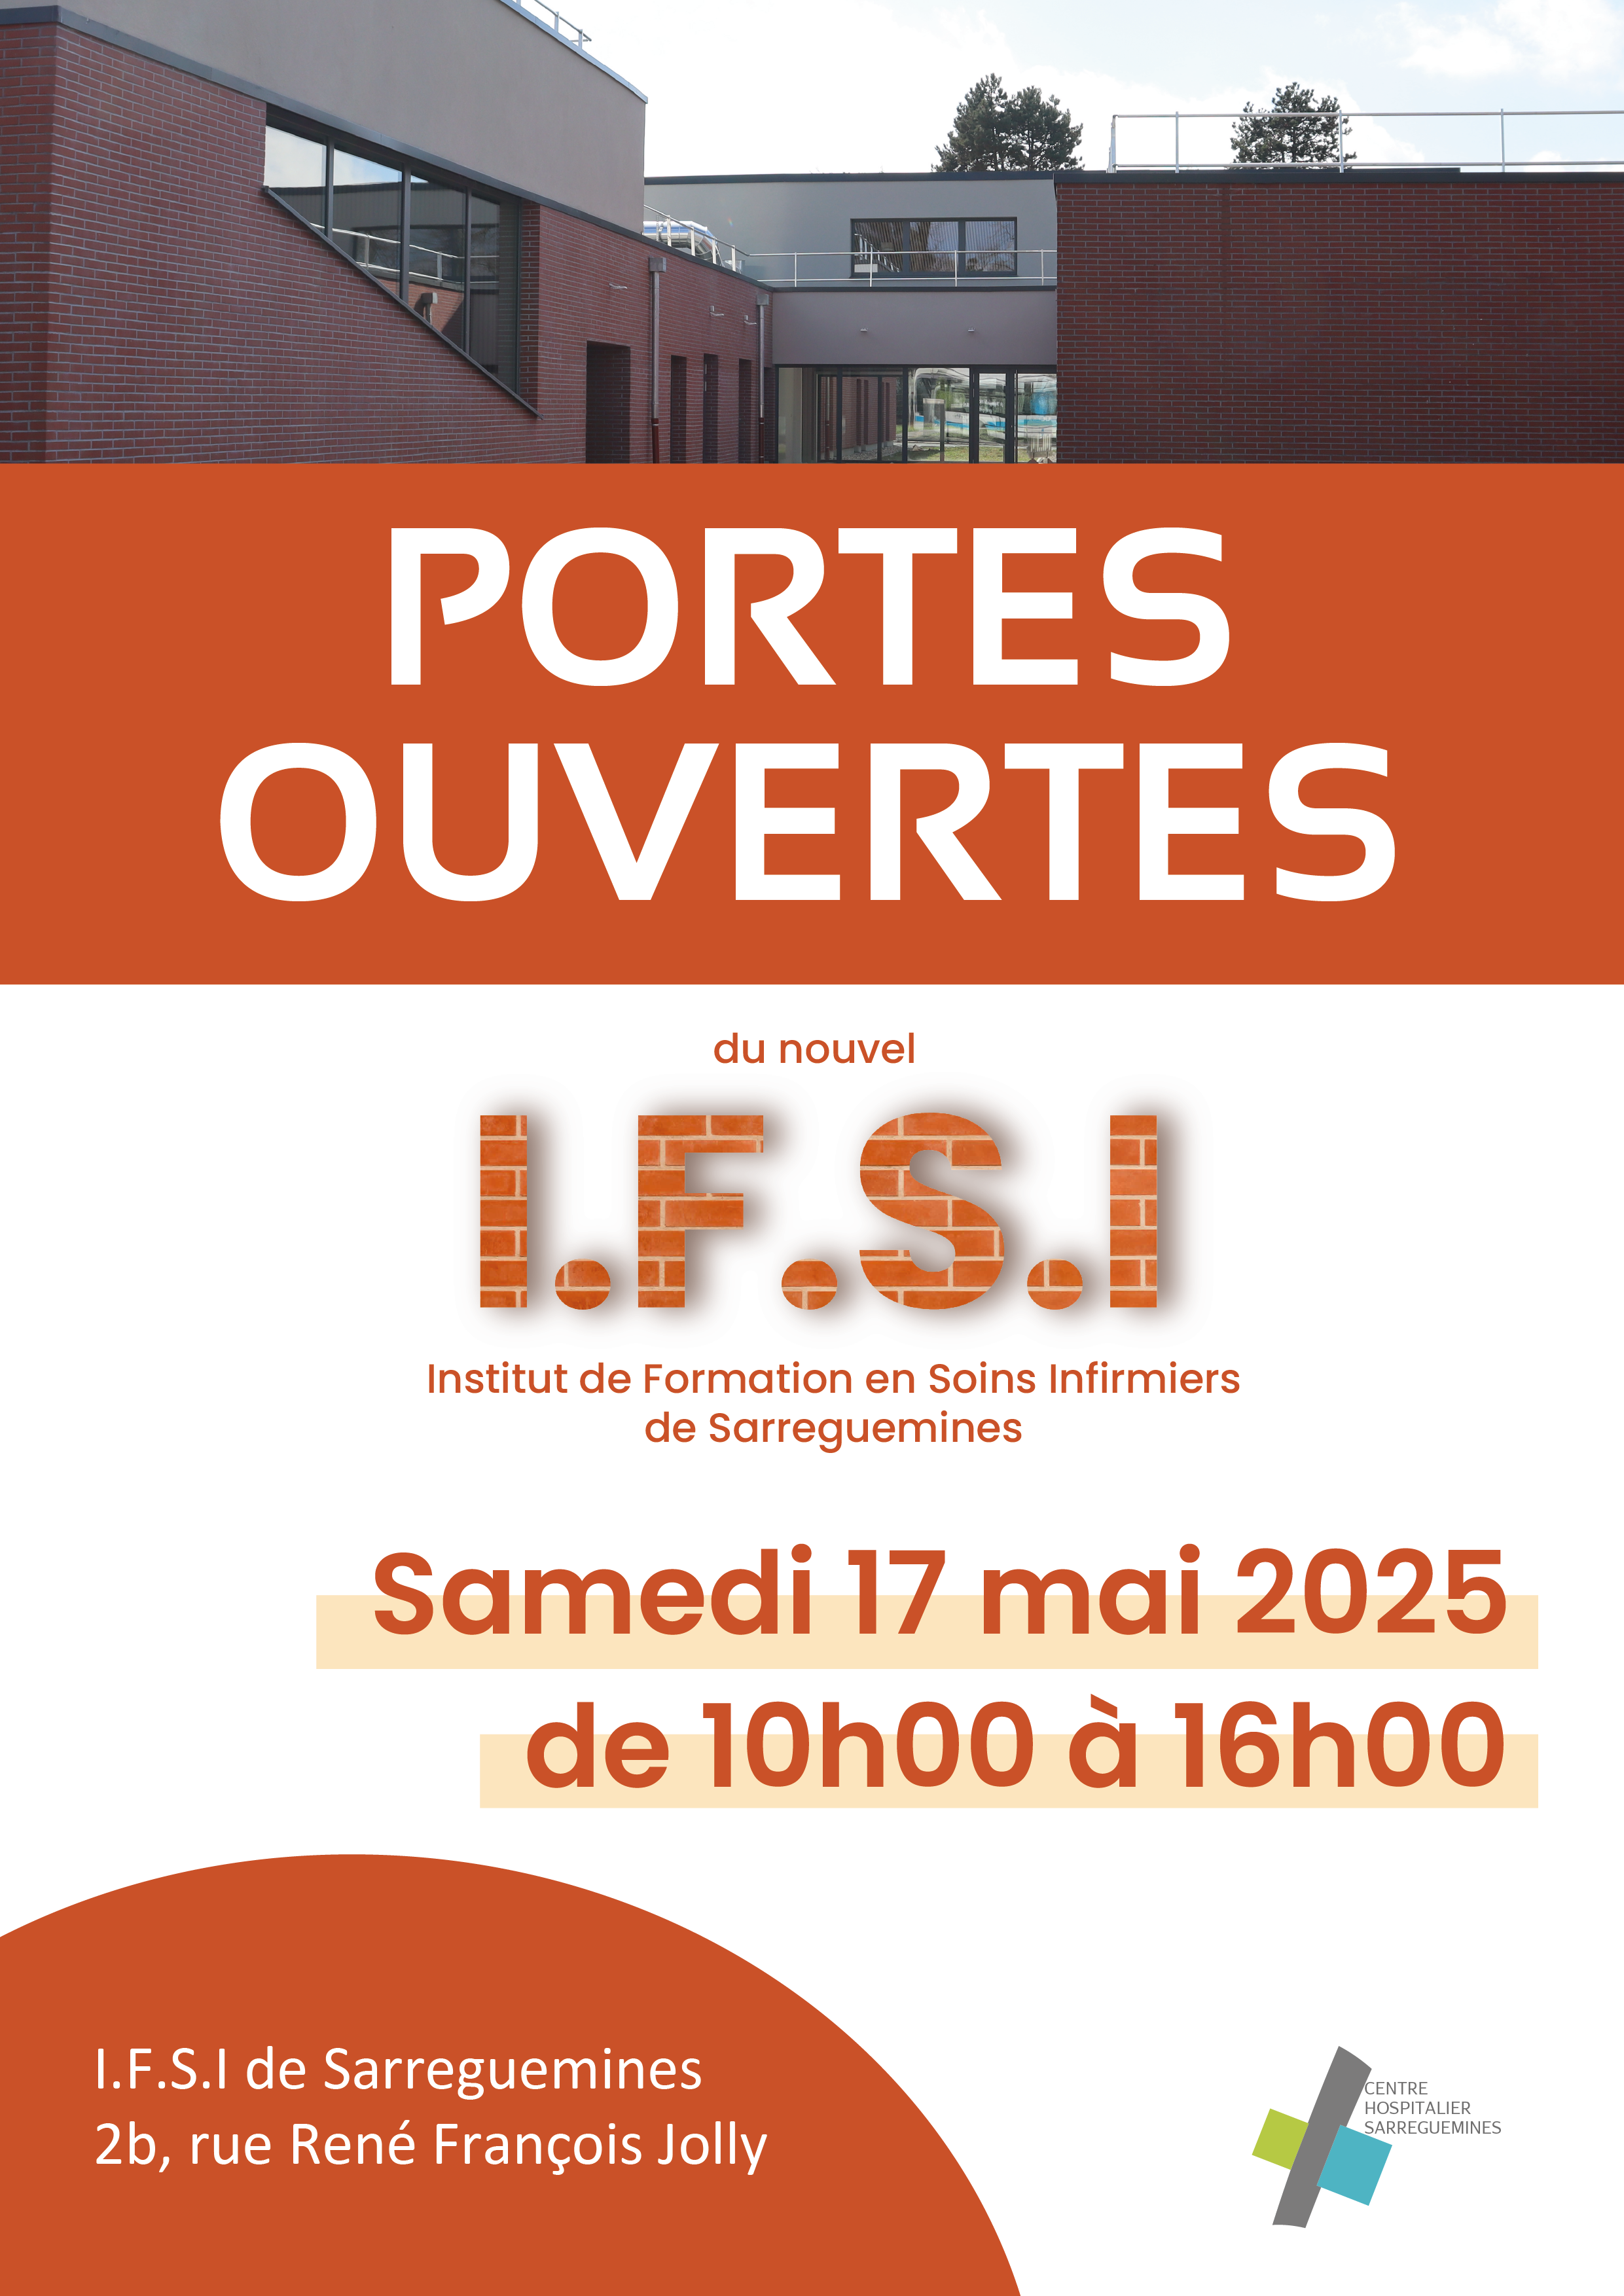 PORTES
OUVERTES
du nouvel
I.F.S.I
Institut de Formation en Soins Infirmiers
de Sarreguemines
Samedi 17 mai 2025
de 10h00 à 16h00
I.F.S.I de Sarreguemines
2b, rue René François Jolly
CENTRE
HOSPITALIER
SARREGUEMINES